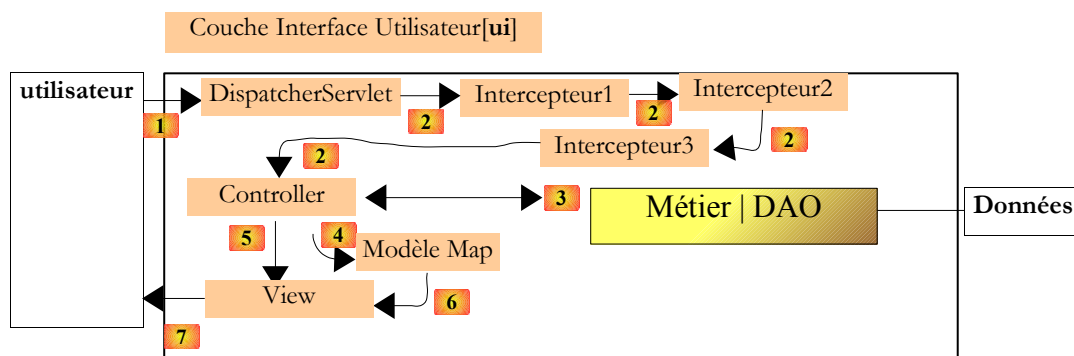 Couche Interface Utilisateur[ui]
utilisateur
DispatcherServlet
Intercepteur1
Intercepteur2
1
2
2
2
Intercepteur3
2
Controller
3
Métier | DAO
Données
5
4
Modèle Map
View
6
7